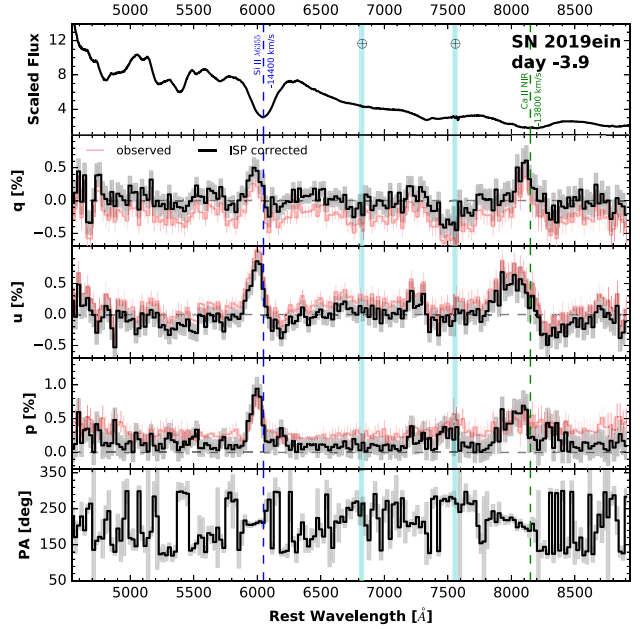 5000 5500 6000 6500 7000 7500 8000 8500
SN 2019ein
day -3.9
Si II λ6355
-14400 km/s
Ca II NIR
-13800 km/s
⊕ ⊕
Scaled Flux
12
8
4
observed ISP corrected
q [%]
0.5
0.0
−0.5
u [%]
0.5
0.0
−0.5
p [%]
1.0
0.5
0.0
PA [deg]
350
250
150
50
5000 5500 6000 6500 7000 7500 8000 8500
Rest Wavelength [Å]